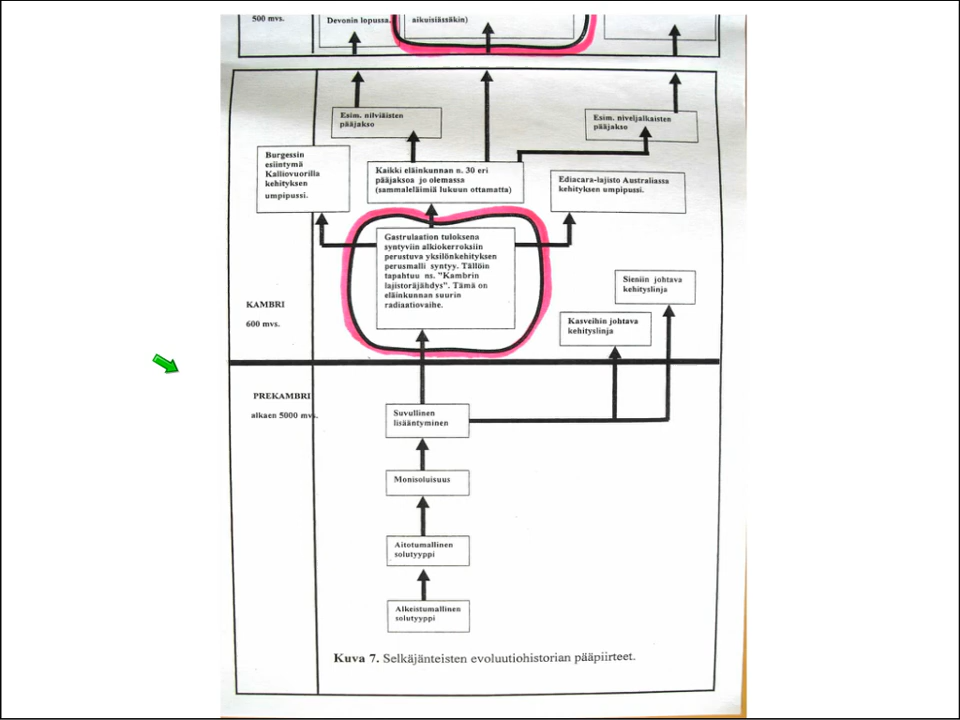 500 mvs.
Devonin lopussa.
aikuisiässäkin)
Esim. nilviäisten
pääjakso
Esim. niveljalkaisten
pääjakso
Burgessin
esiintymä
Kalliovuorilla
kehityksen
umpipussi.
Kaikki eläinkunnan n. 30 eri
pääjaksoa jo olemassa
(sammaleläimiä lukuun ottamatta)
Ediacara-lajisto Australiassa
kehityksen umpipussi.
Gastrulaation tuloksena
syntyviin alkiokerroksiin
perustuva yksilönkehityksen
perusmalli syntyy. Tällöin
tapahtuu ns. "Kambrin
lajistoräjähdys". Tämä on
eläinkunnan suurin
radiaatiovaihe.
Sieniin johtava
kehityslinja
KAMBRI
600 mvs.
Kasveihin johtava
kehityslinja
PREKAMBRI
alkaen 5000 mvs.
Suvullinen
lisääntyminen
Monisoluisuus
Aitotumallinen
solutyyppi
Alkeistumallinen
solutyyppi
Kuva 7. Selkäjänteisten evoluutiohistorian pääpiirteet.